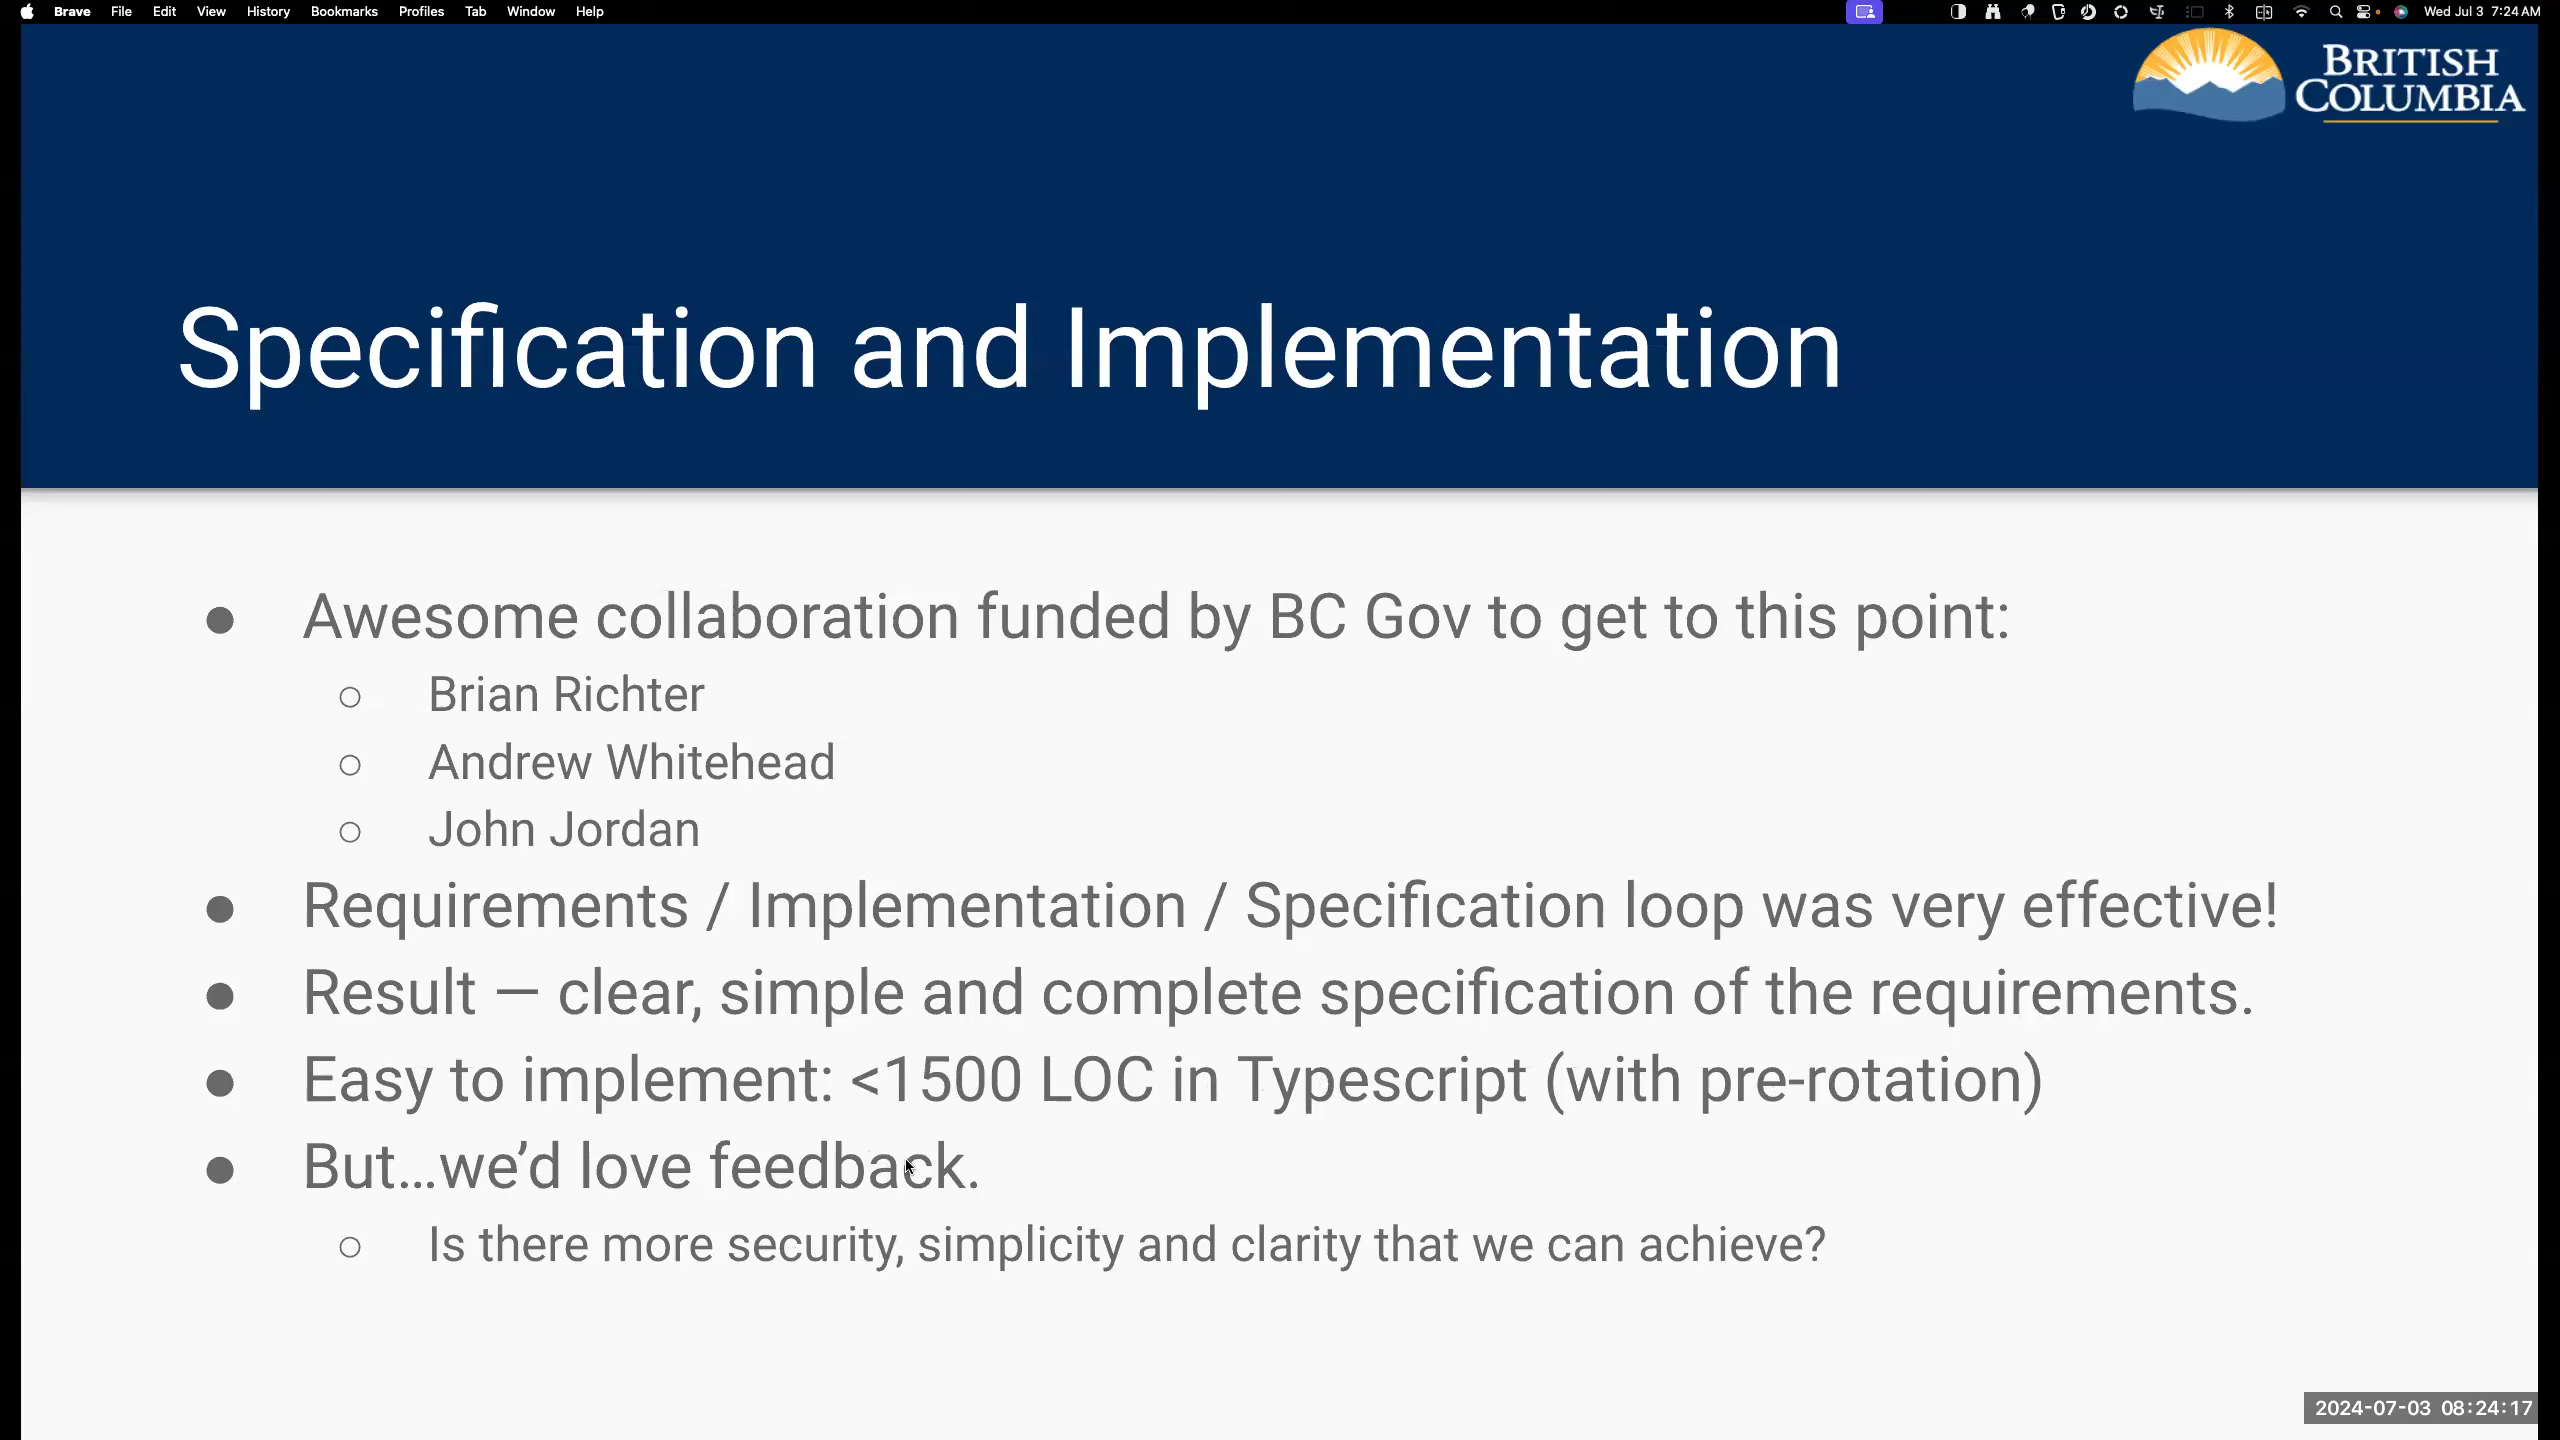 Brave File Edit View History Bookmarks Profiles Tab Window Help Wed Jul 3 7:24 AM
BRITISH
COLUMBIA
Specification and Implementation
● Awesome collaboration funded by BC Gov to get to this point:
○ Brian Richter
○ Andrew Whitehead
○ John Jordan
● Requirements / Implementation / Specification loop was very effective!
● Result — clear, simple and complete specification of the requirements.
● Easy to implement: <1500 LOC in Typescript (with pre-rotation)
● But…we’d love feedback.
○ Is there more security, simplicity and clarity that we can achieve?
2024-07-03 08:24:17